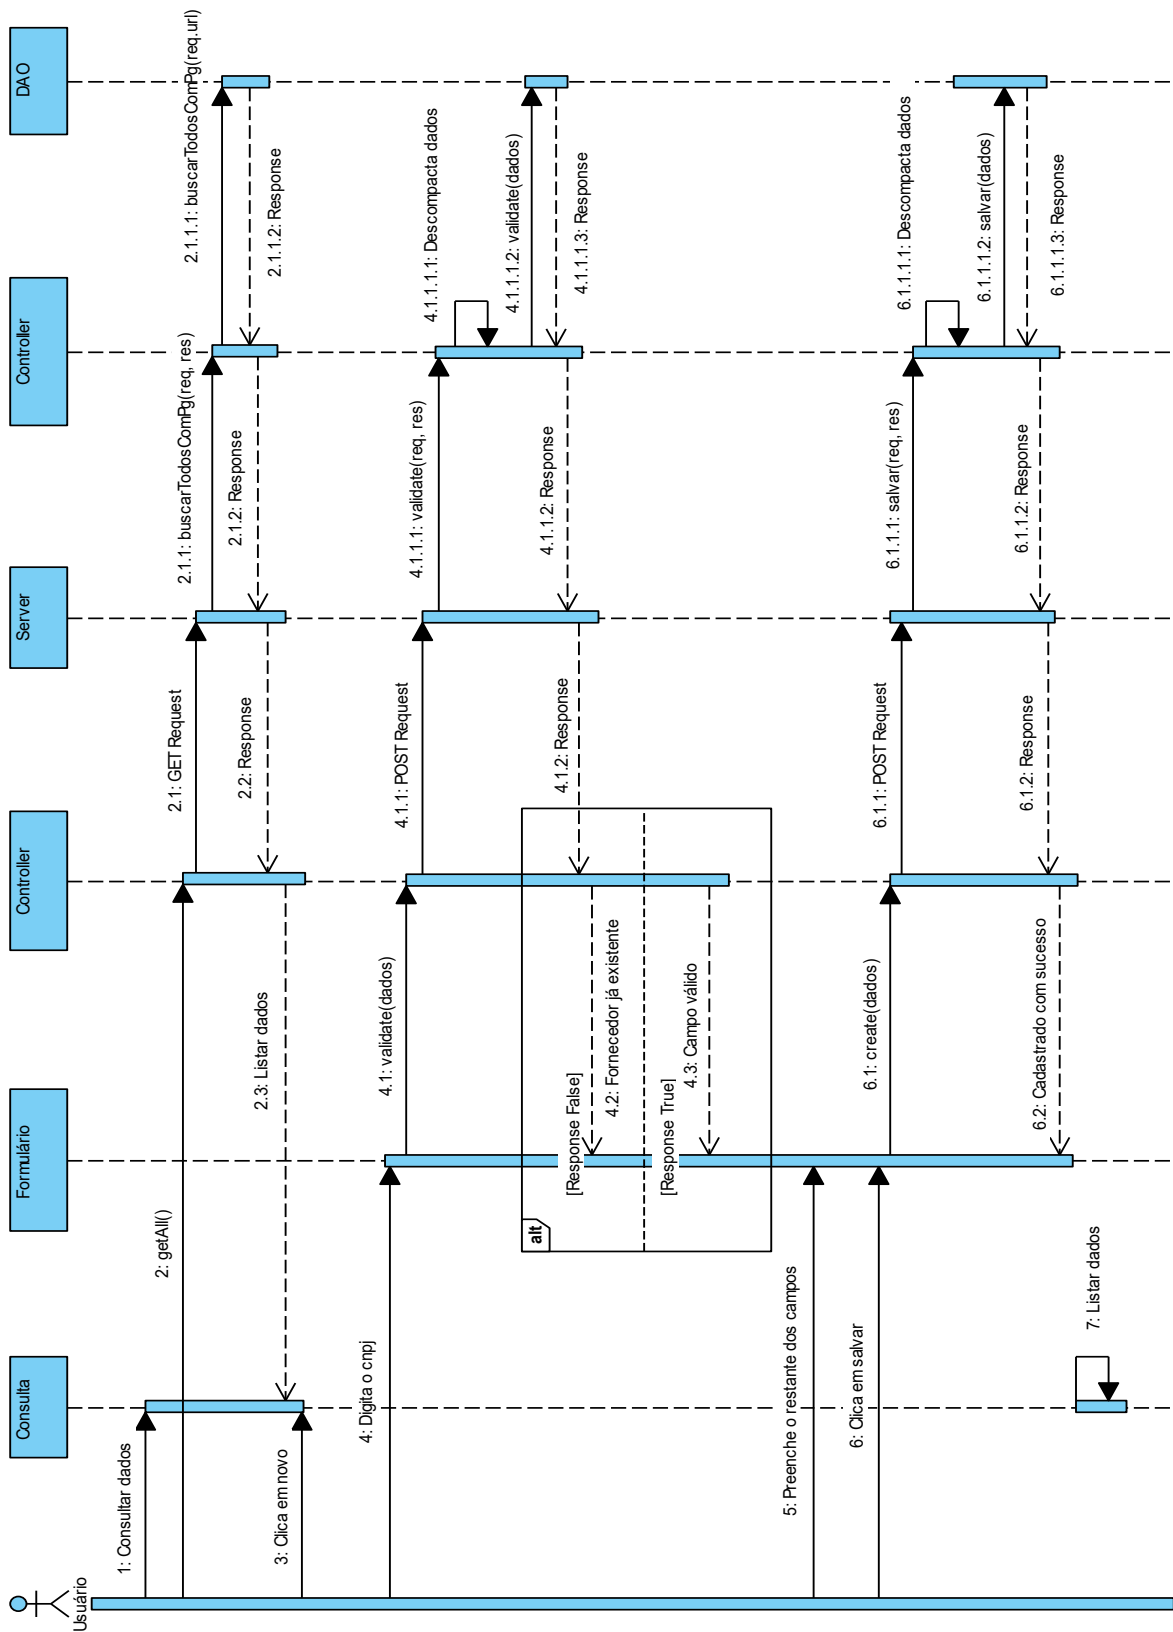 Usuário
Consulta
Formulário
Controller
Server
Controller
DAO
1: Consultar dados
2: getAll()
2.1: GET Request
2.1.1: buscarTodosComPg(req, res)
2.1.1.1: buscarTodosComPg(req.url)
2.1.1.2: Response
2.1.2: Response
2.2: Response
2.3: Listar dados
3: Clica em novo
4: Digita o cnpj
4.1: validate(dados)
4.1.1: POST Request
4.1.1.1: validate(req, res)
4.1.1.1.1: Descompacta dados
4.1.1.1.2: validate(dados)
4.1.1.1.3: Response
4.1.1.2: Response
4.1.2: Response
alt
[Response False]
4.2: Fornecedor já existente
[Response True]
4.3: Campo válido
5: Preenche o restante dos campos
6: Clica em salvar
6.1: create(dados)
6.1.1: POST Request
6.1.1.1: salvar(req, res)
6.1.1.1.1: Descompacta dados
6.1.1.1.2: salvar(dados)
6.1.1.1.3: Response
6.1.1.2: Response
6.1.2: Response
6.2: Cadastrado com sucesso
7: Listar dados